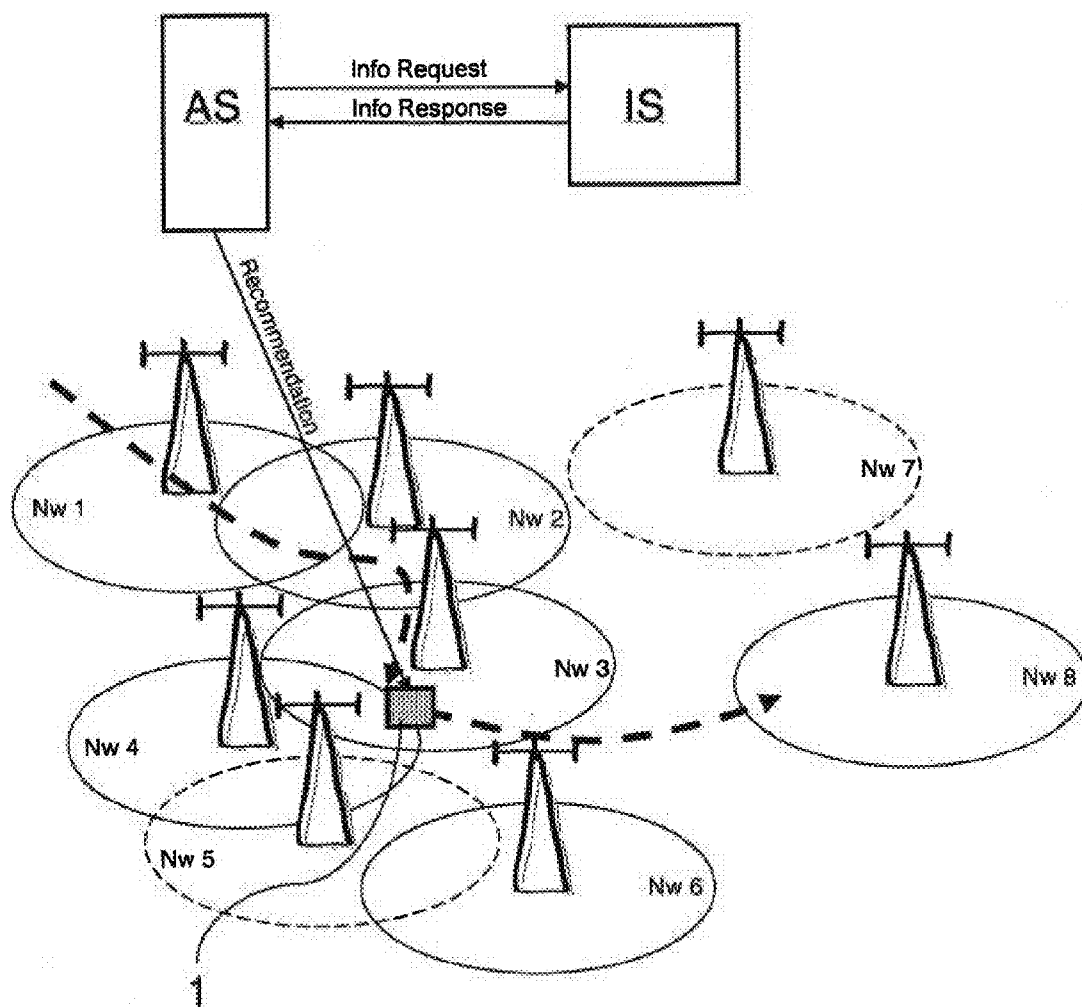 AS
Info Request
Info Response
IS
Recommendation
Nw 1
Nw 2
Nw 7
Nw 3
Nw 8
Nw 4
Nw 5
Nw 6
1